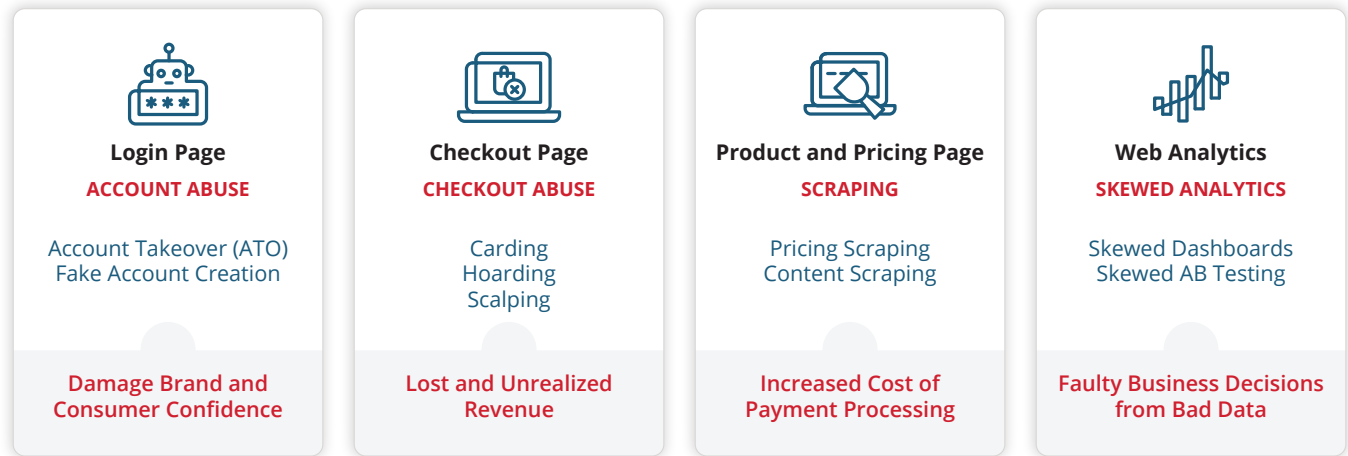 ***
Login Page
ACCOUNT ABUSE
Account Takeover (ATO)
Fake Account Creation
Damage Brand and
Consumer Confidence
Checkout Page
CHECKOUT ABUSE
Carding
Hoarding
Scalping
Lost and Unrealized
Revenue
Product and Pricing Page
SCRAPING
Pricing Scraping
Content Scraping
Increased Cost of
Payment Processing
Web Analytics
SKEWED ANALYTICS
Skewed Dashboards
Skewed AB Testing
Faulty Business Decisions
from Bad Data